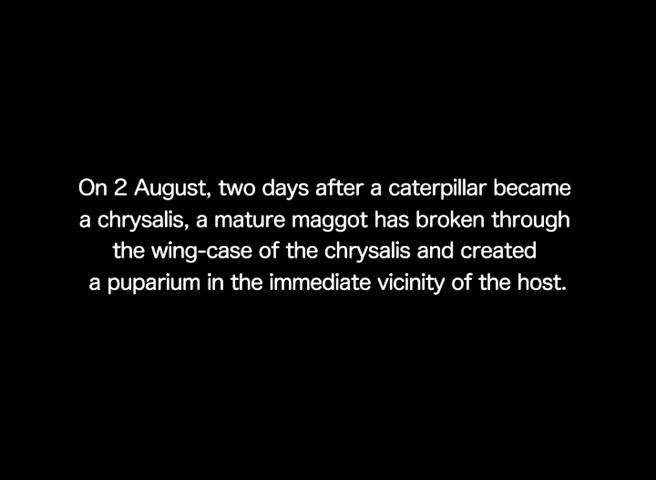 On 2 August, two days after a caterpillar became
a chrysalis, a mature maggot has broken through
the wing-case of the chrysalis and created
a puparium in the immediate vicinity of the host.